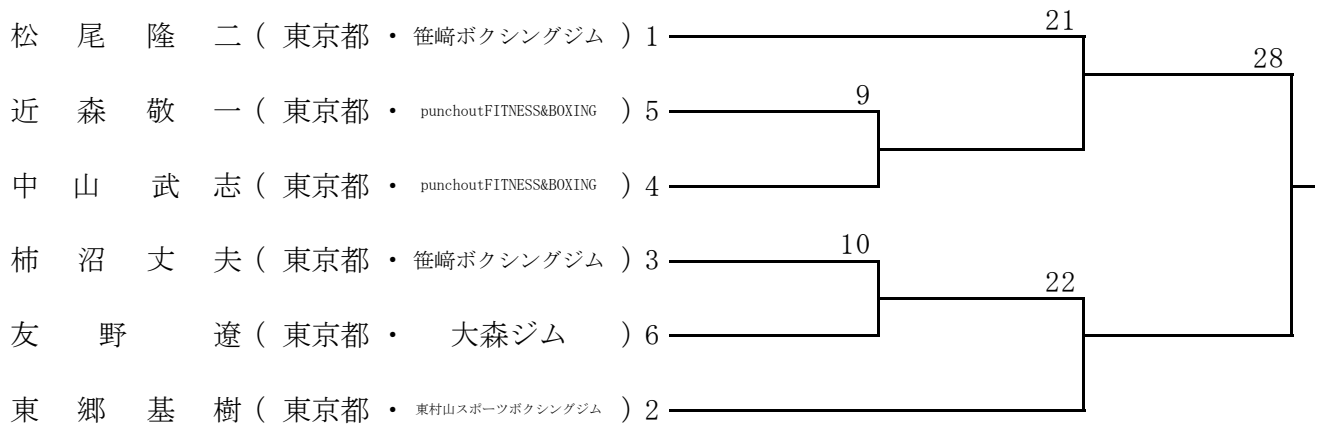 松尾隆二(東京都・笹﨑ボクシングジム)1
21
28
近森敬一(東京都・punchoutFITNESS&BOXING)5
9
中山武志(東京都・punchoutFITNESS&BOXING)4
柿沼丈夫(東京都・笹﨑ボクシングジム)3
10
22
友野遼(東京都・大森ジム)6
東郷基樹(東京都・東村山スポーツボクシングジム)2